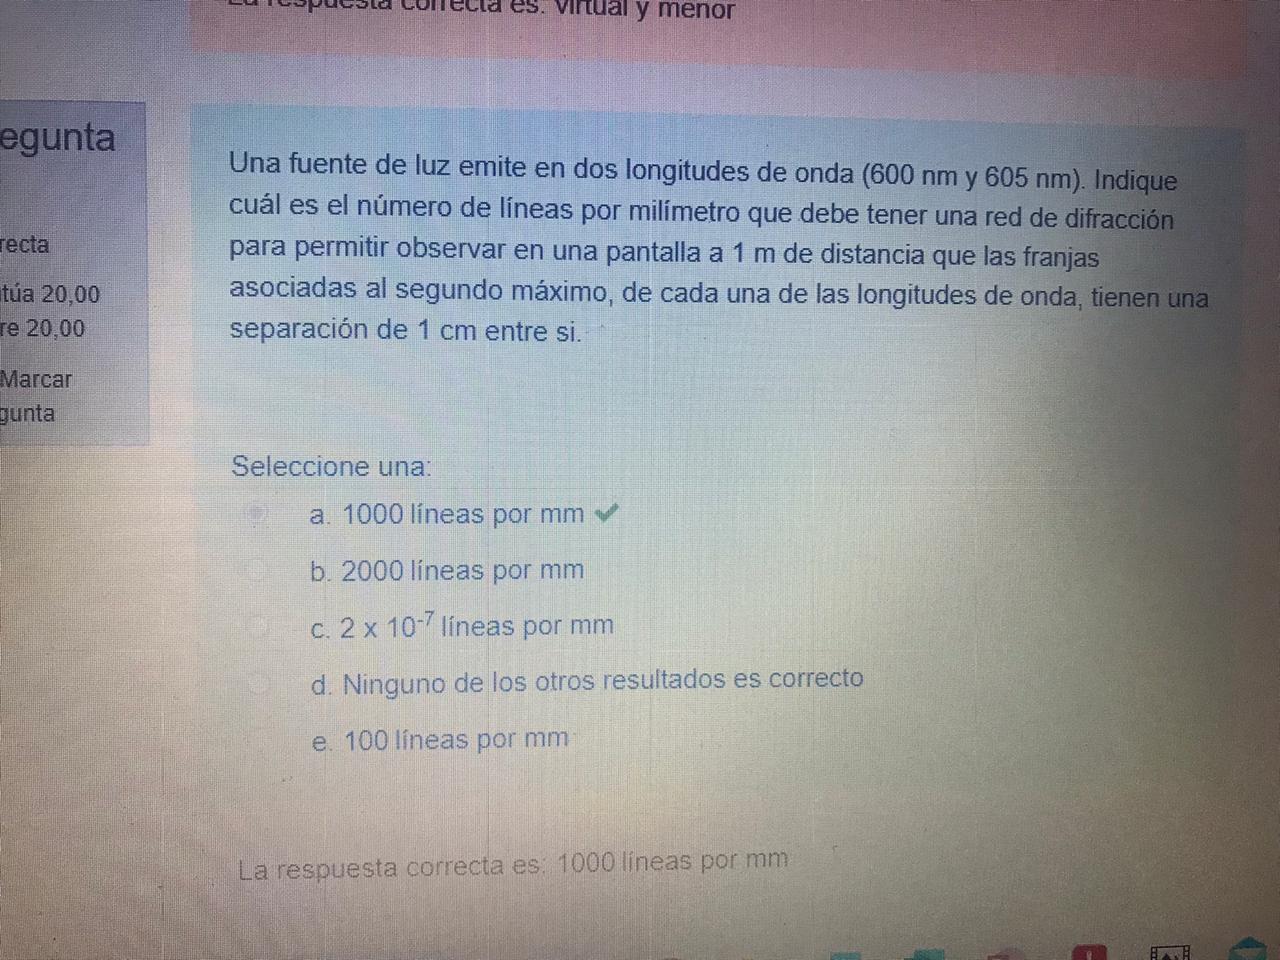 La respuesta correcta es: virtual y menor
egunta
recta
túa 20,00
re 20,00
Marcar
gunta
Una fuente de luz emite en dos longitudes de onda (600 nm y 605 nm). Indique
cuál es el número de líneas por milímetro que debe tener una red de difracción
para permitir observar en una pantalla a 1 m de distancia que las franjas
asociadas al segundo máximo, de cada una de las longitudes de onda, tienen una
separación de 1 cm entre si.
Seleccione una:
a. 1000 líneas por mm
b. 2000 líneas por mm
c. 2 x 10⁻⁷ líneas por mm
d. Ninguno de los otros resultados es correcto
e. 100 líneas por mm
La respuesta correcta es: 1000 líneas por mm